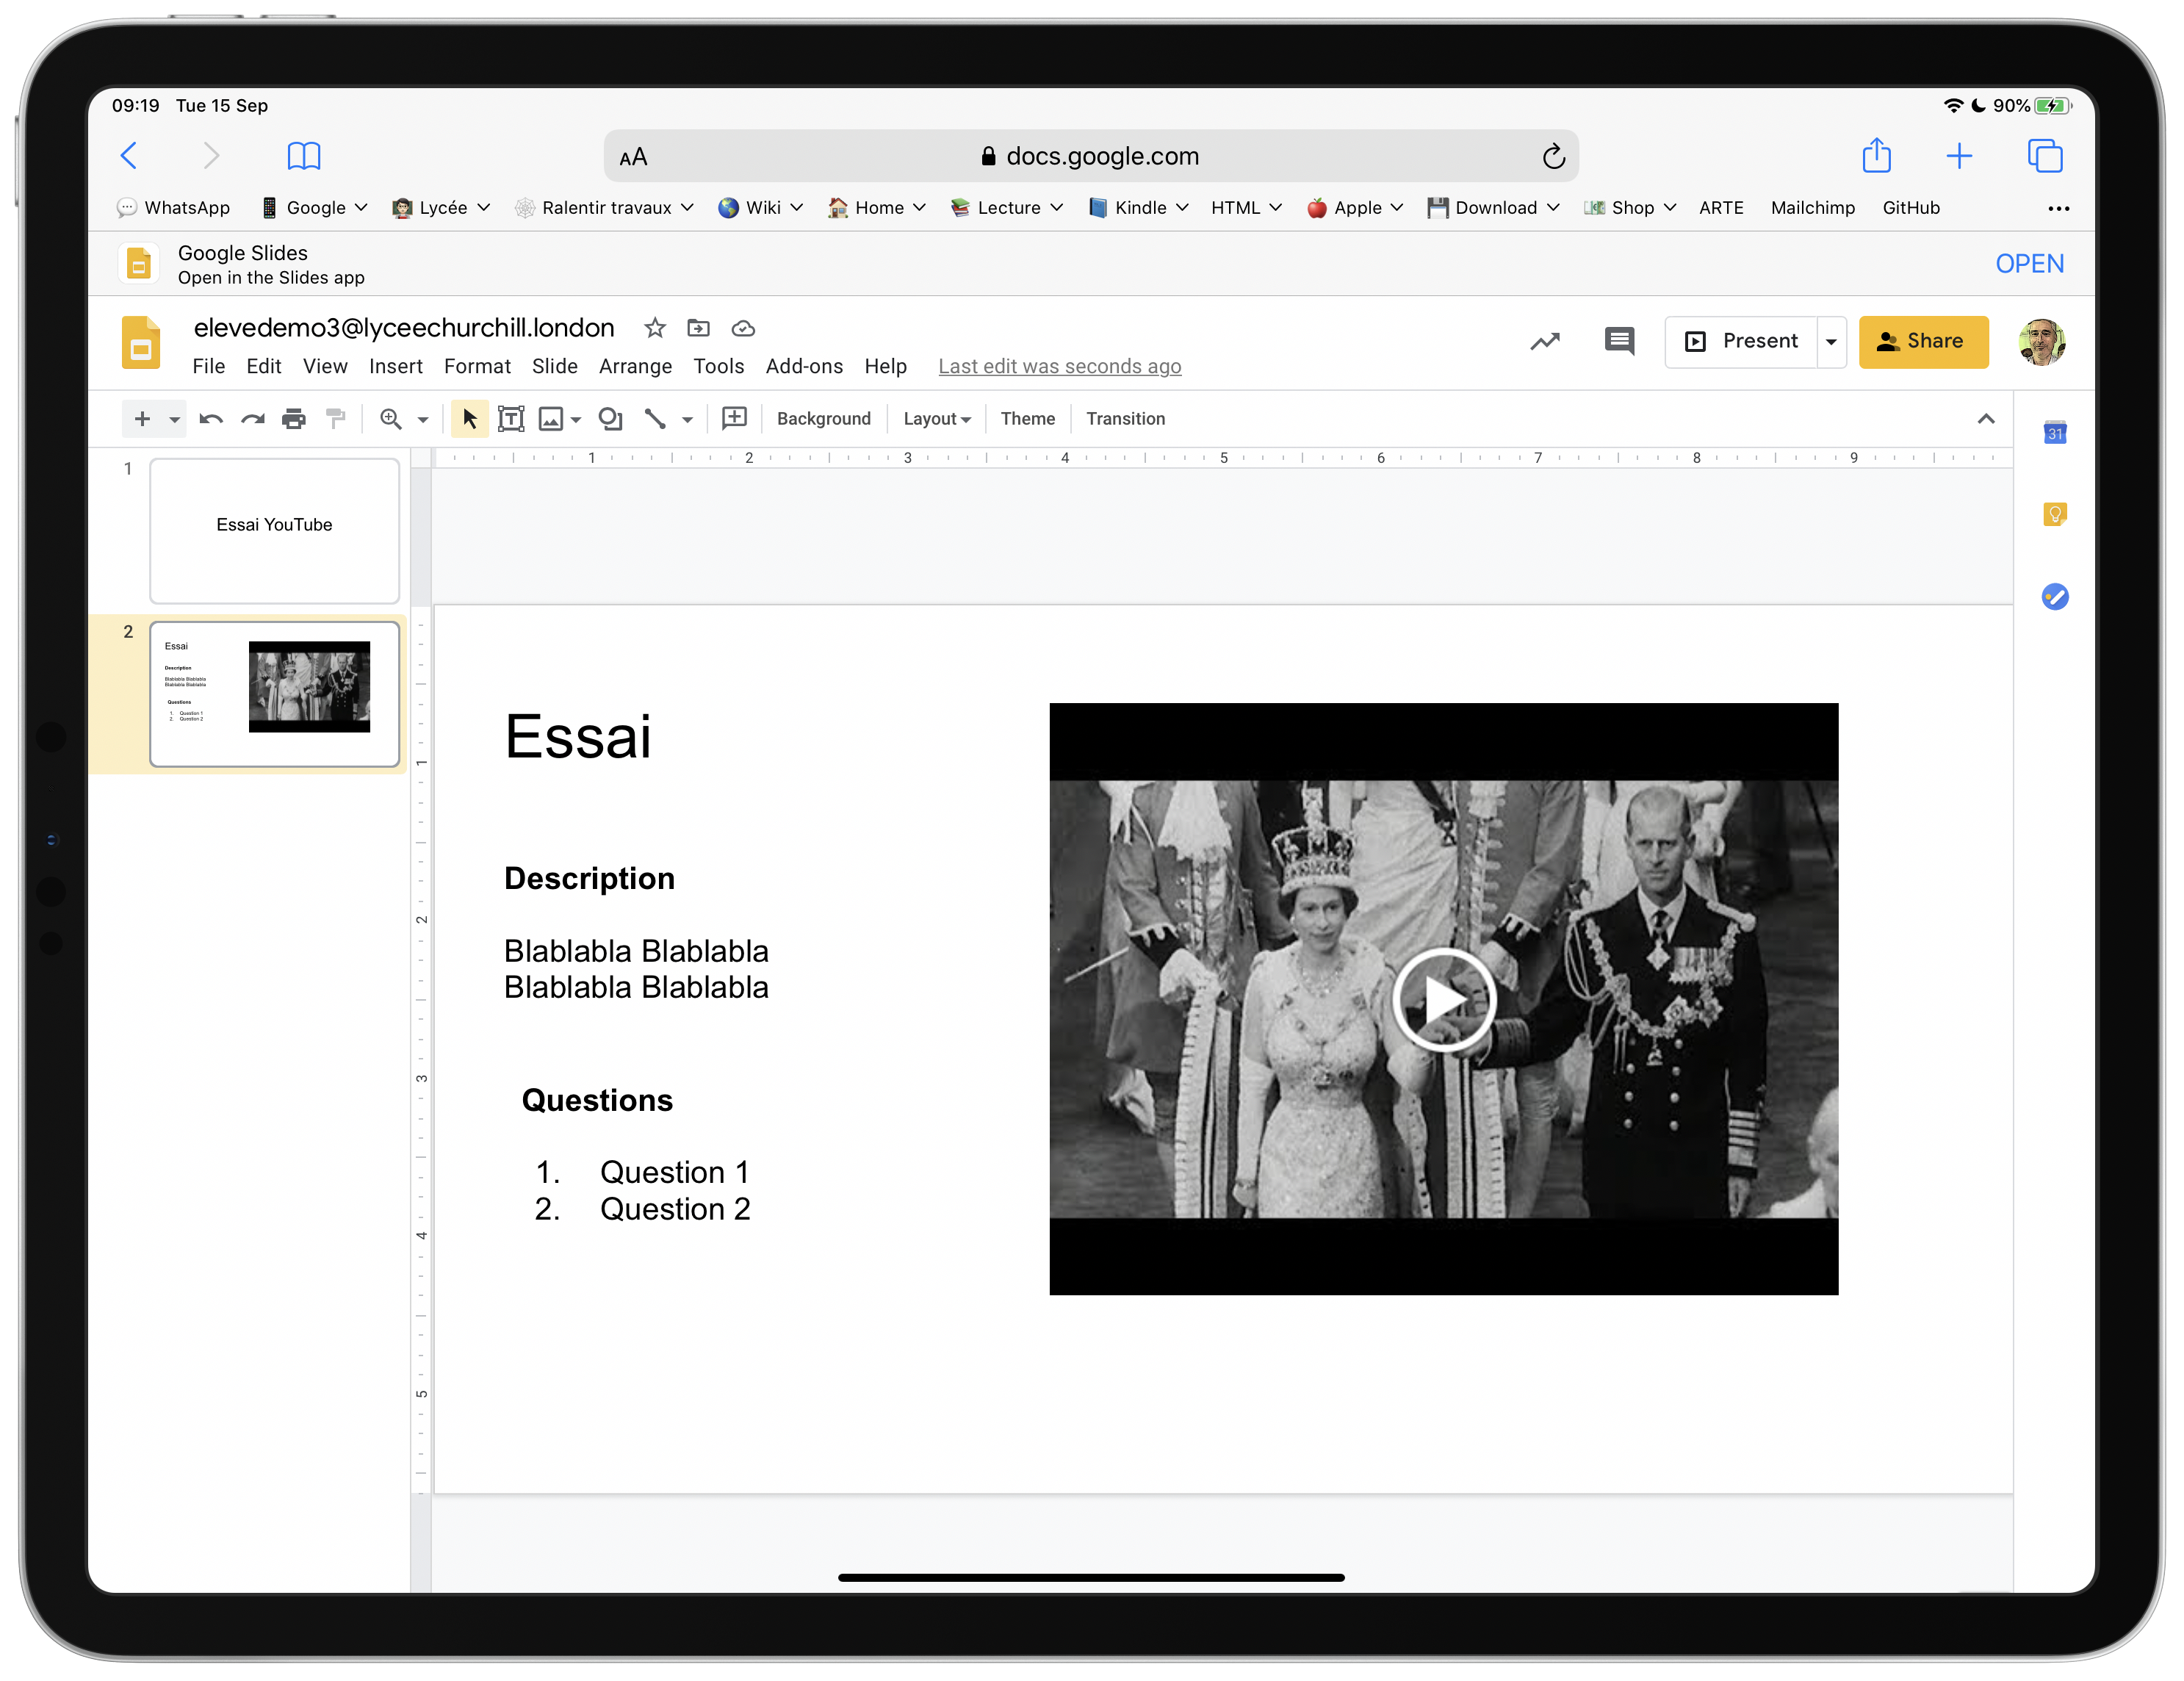 09:19 Tue 15 Sep
90%
AA docs.google.com
WhatsApp Google Lycée Ralentir travaux Wiki Home Lecture Kindle HTML Apple Download Shop ARTE Mailchimp GitHub
Google Slides
Open in the Slides app
OPEN
elevedemo3@lyceechurchill.london
File Edit View Insert Format Slide Arrange Tools Add-ons Help Last edit was seconds ago
Present
Share
Background Layout Theme Transition
31
1 2 3 4 5 6 7 8 9
1
Essai YouTube
2
Essai
Description
Blablabla Blablabla
Blablabla Blablabla
Questions
1. Question 1
2. Question 2
1
2
3
4
5
Essai
Description
Blablabla Blablabla
Blablabla Blablabla
Questions
1. Question 1
2. Question 2